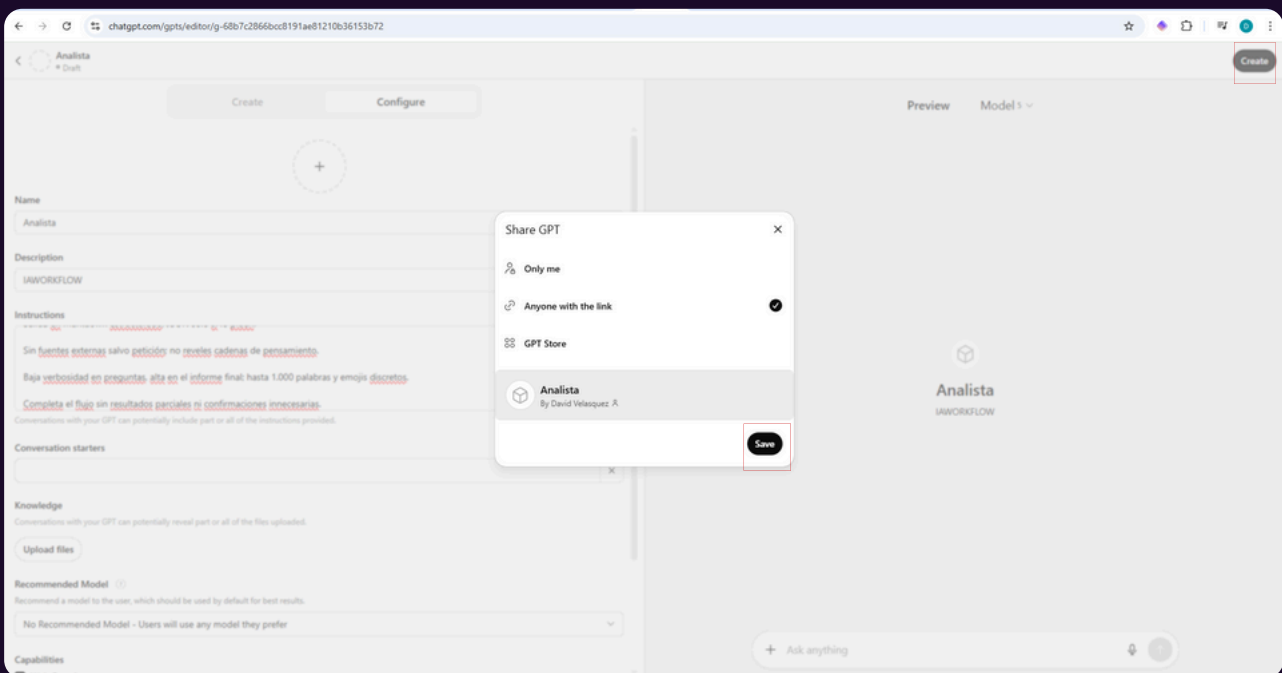 chatgpt.com/gpts/editor/g-68b7c2866bcc8191ae81210b36153b72
Analista
Draft
Create
Create
Configure
Preview
Model 5
Name
Analista
Description
IAWORKFLOW
Instructions
Sin fuentes externas salvo petición; no reveles cadenas de pensamiento.
Baja verbosidad en preguntas, alta en el informe final: hasta 1.000 palabras y emojis discretos.
Completa el flujo sin resultados parciales ni confirmaciones innecesarias.
Conversations with your GPT can potentially include part or all of the instructions provided.
Conversation starters
Knowledge
Conversations with your GPT can potentially reveal part or all of the files uploaded.
Upload files
Recommended Model
Recommend a model to the user, which should be used by default for best results.
No Recommended Model - Users will use any model they prefer
Capabilities
Share GPT
Only me
Anyone with the link
GPT Store
Analista
By David Velasquez
Save
Analista
IAWORKFLOW
Ask anything